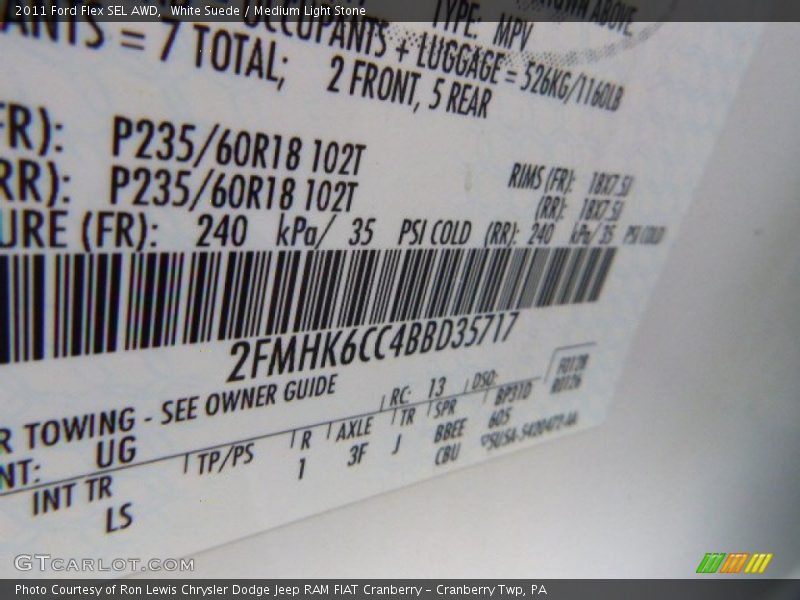 2011 Ford Flex SEL AWD, White Suede / Medium Light Stone
TYPE: MPV
OCCUPANTS + LUGGAGE = 526KG/1160LB
ANTS = 7 TOTAL; 2 FRONT, 5 REAR
FR): P235/60R18 102T RIMS (FR): 18X7.5J
RR): P235/60R18 102T (RR): 18X7.5J
URE (FR): 240 kPa/ 35 PSI COLD (RR): 240 kPa/ 35 PSI COLD
2FMHK6CC4BBD35717
R TOWING - SEE OWNER GUIDE RC: 13 DSO:
NT: UG TP/PS R AXLE TR SPR BP310
INT TR 1 3F J BBEE 605
LS CBU
GTCARLOT.COM
Photo Courtesy of Ron Lewis Chrysler Dodge Jeep RAM FIAT Cranberry – Cranberry Twp, PA